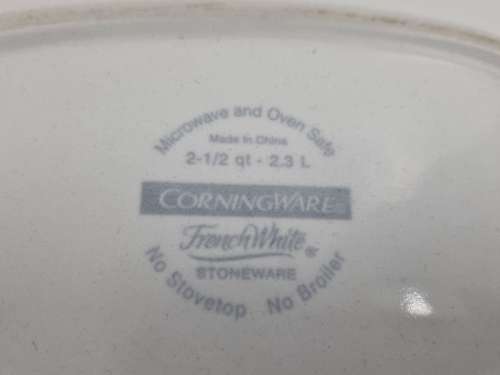 Microwave and Oven Safe
Made In China
2-1/2 qt - 2.3 L
CORNINGWARE
French White ®
STONEWARE
No Stovetop No Broiler